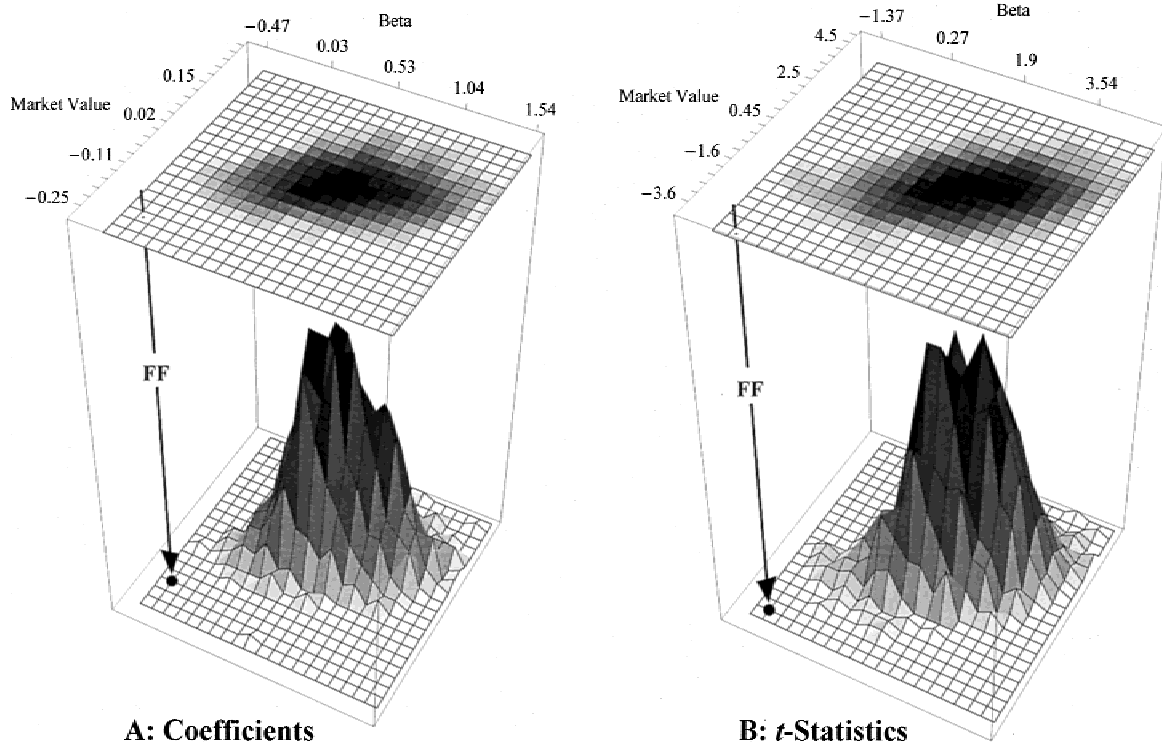 Beta
−0.47
0.03
0.53
1.04
1.54
0.15
Market Value
0.02
−0.11
−0.25
FF
A: Coefficients
Beta
−1.37
0.27
1.9
3.54
4.5
2.5
Market Value
0.45
−1.6
−3.6
FF
B: t-Statistics